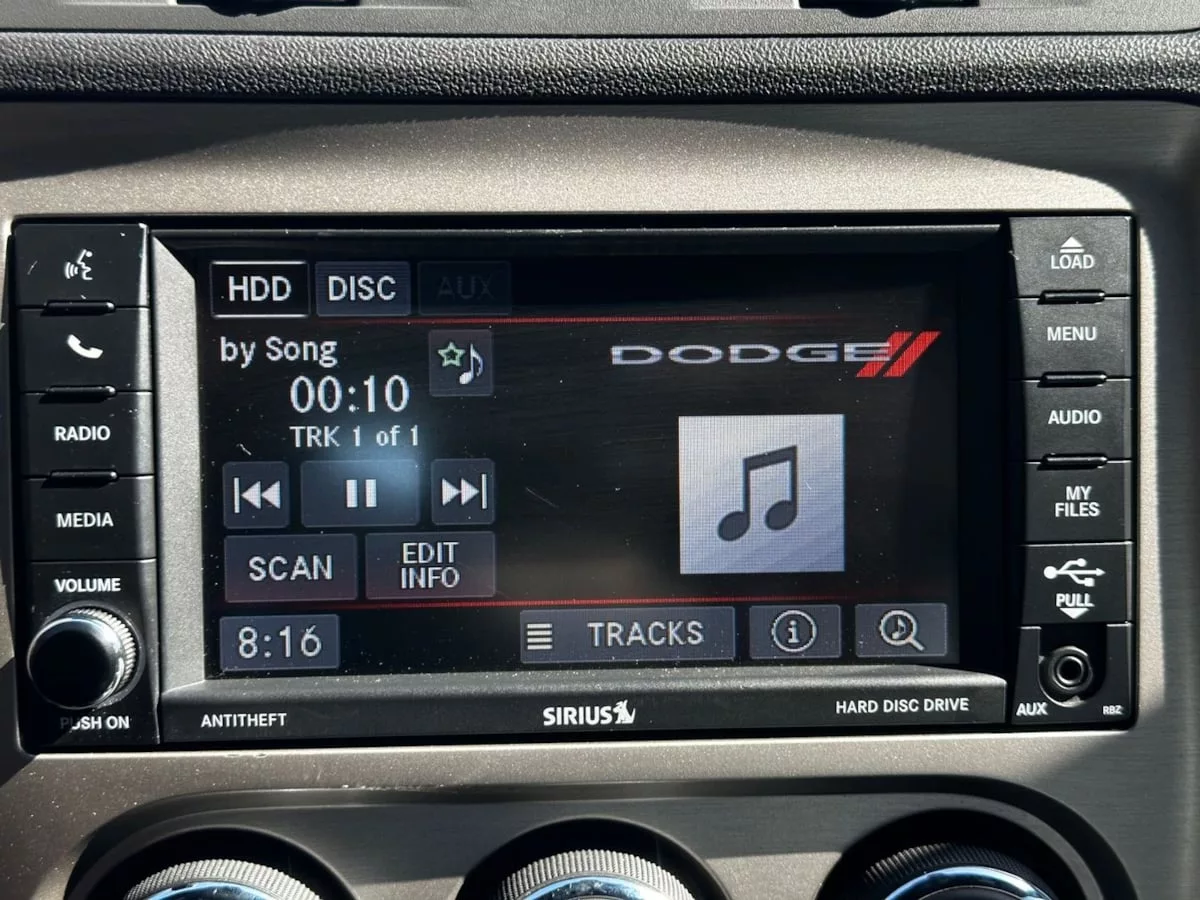 HDD
DISC
AUX
by Song
00:10
TRK 1 of 1
SCAN
EDIT
INFO
8:16
TRACKS
DODGE
RADIO
MEDIA
VOLUME
PUSH ON
LOAD
MENU
AUDIO
MY
FILES
PULL
AUX
RBZ
ANTITHEFT
SIRIUS
HARD DISC DRIVE